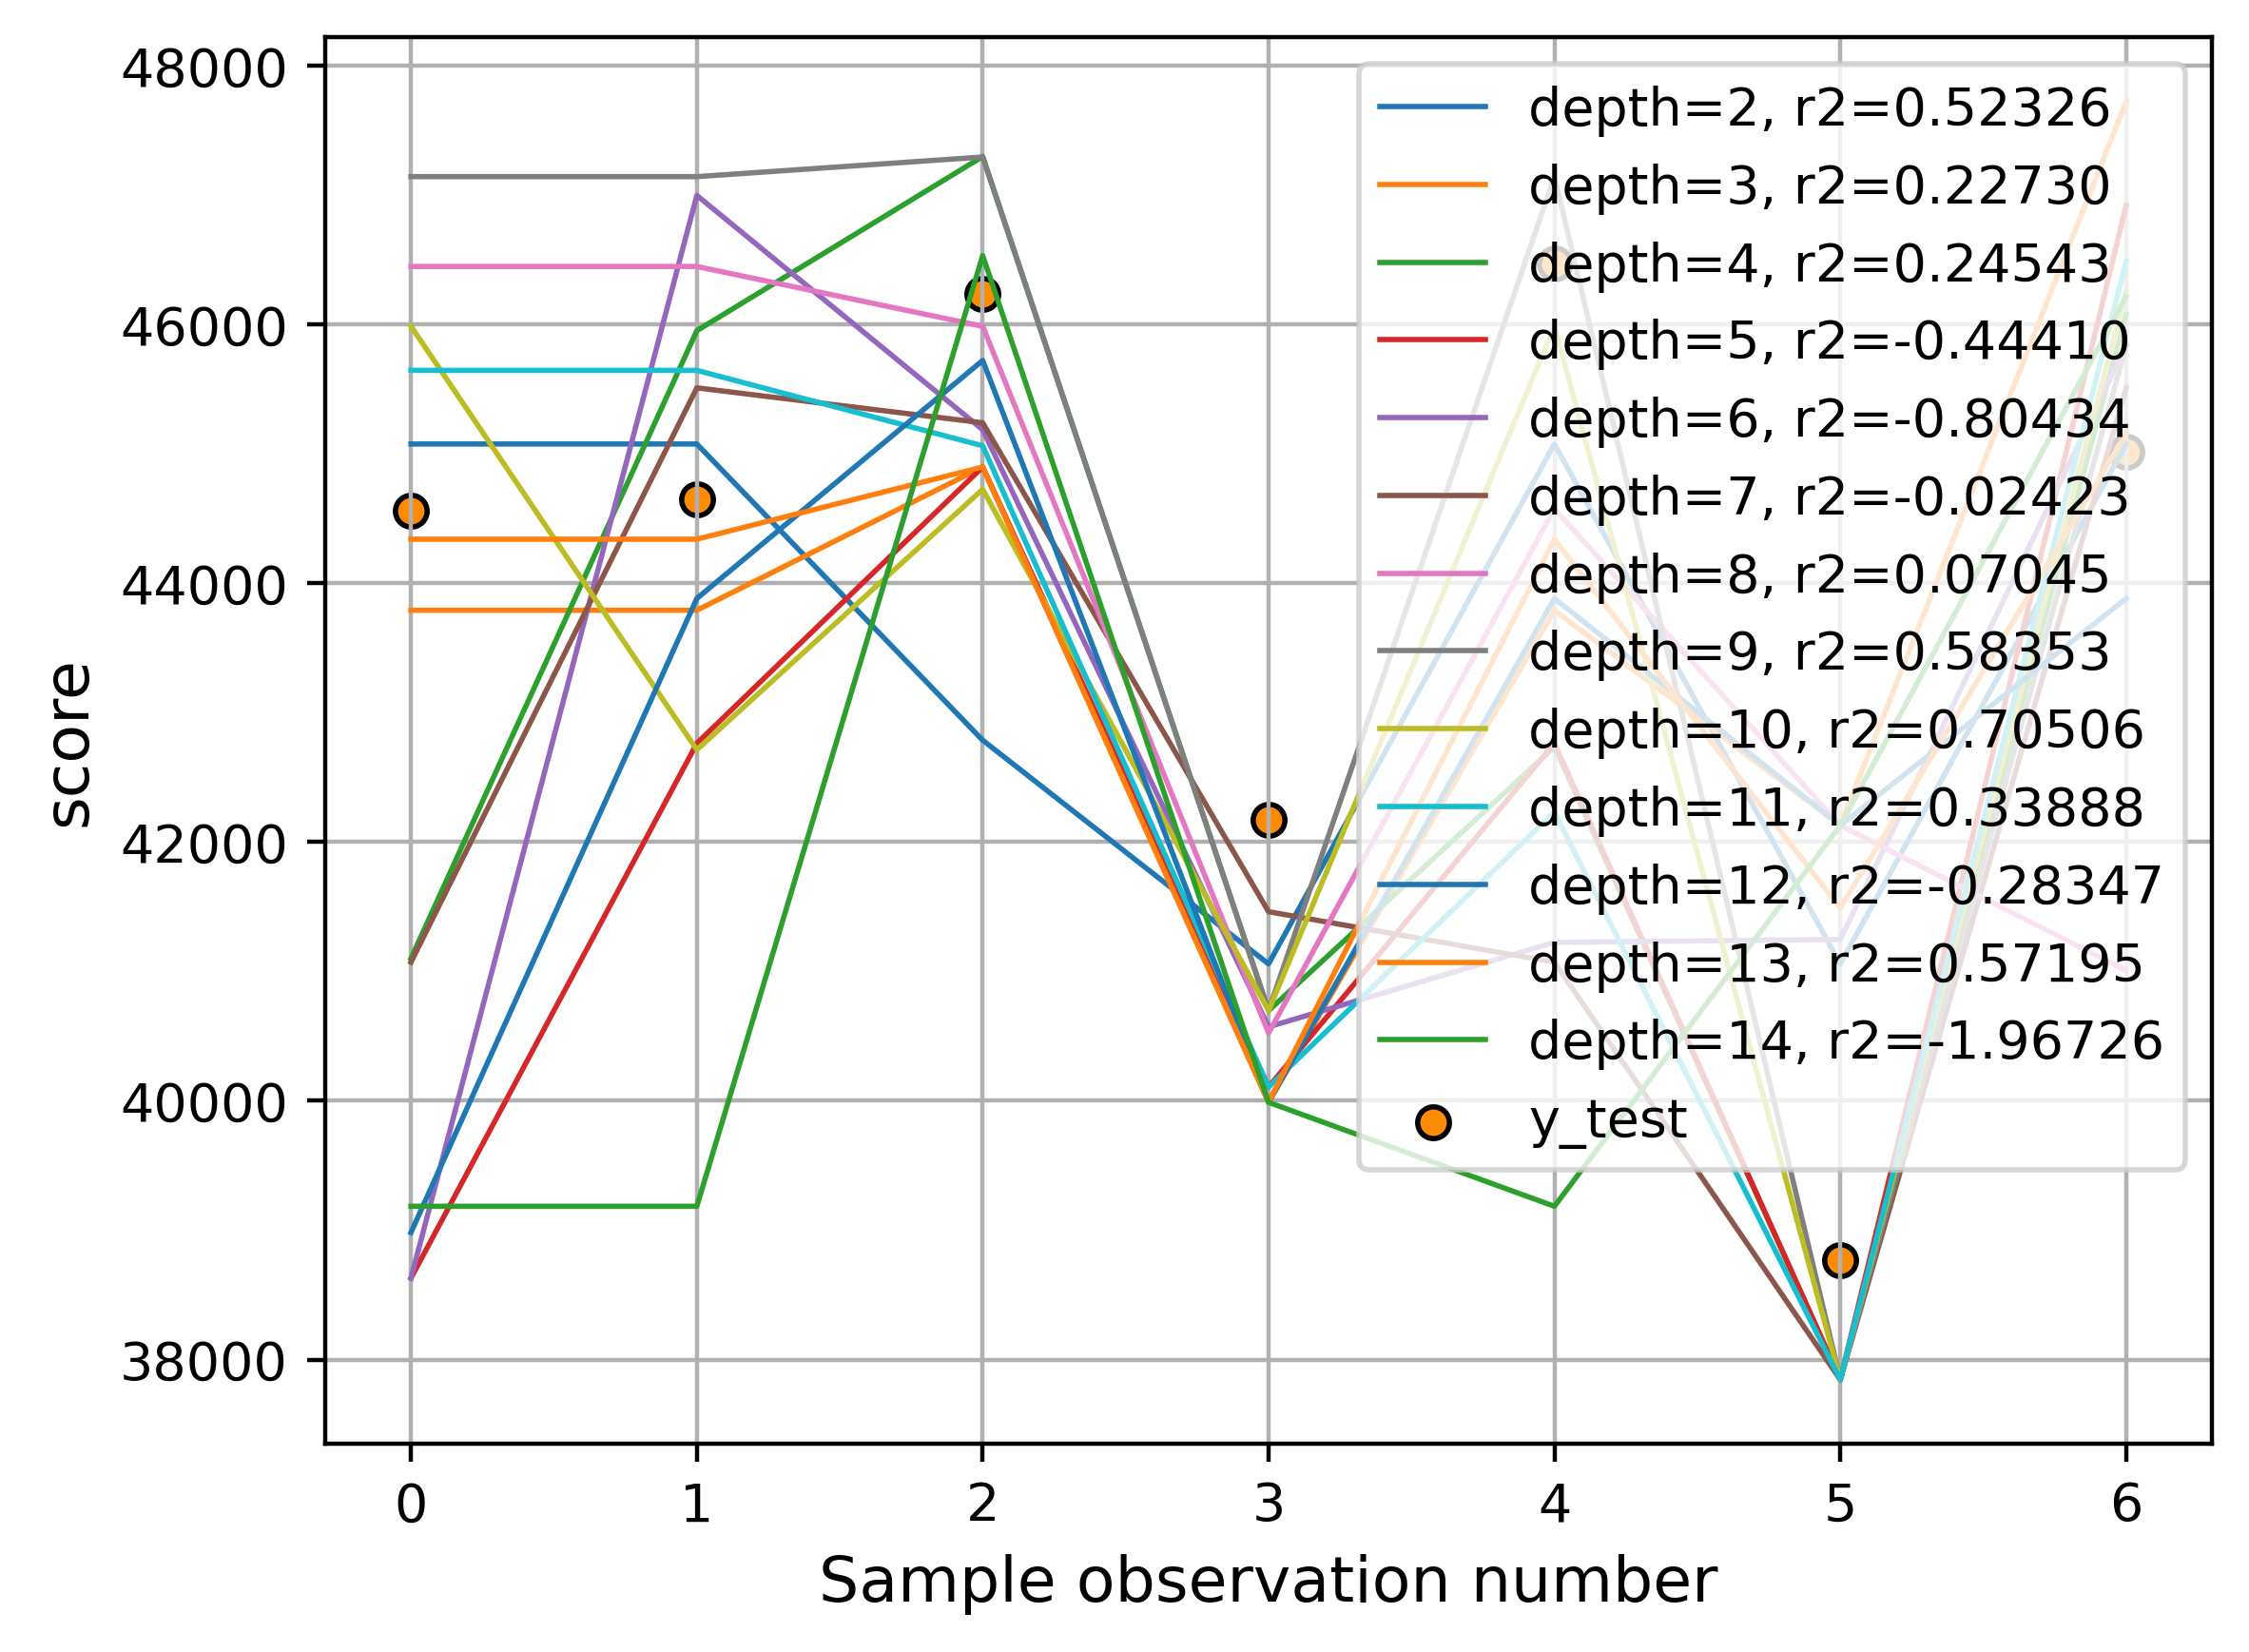 48000
46000
44000
42000
40000
38000
score
0 1 2 3 4 5 6
Sample observation number
depth=2, r2=0.52326
depth=3, r2=0.22730
depth=4, r2=0.24543
depth=5, r2=-0.44410
depth=6, r2=-0.80434
depth=7, r2=-0.02423
depth=8, r2=0.07045
depth=9, r2=0.58353
depth=10, r2=0.70506
depth=11, r2=0.33888
depth=12, r2=-0.28347
depth=13, r2=0.57195
depth=14, r2=-1.96726
y_test